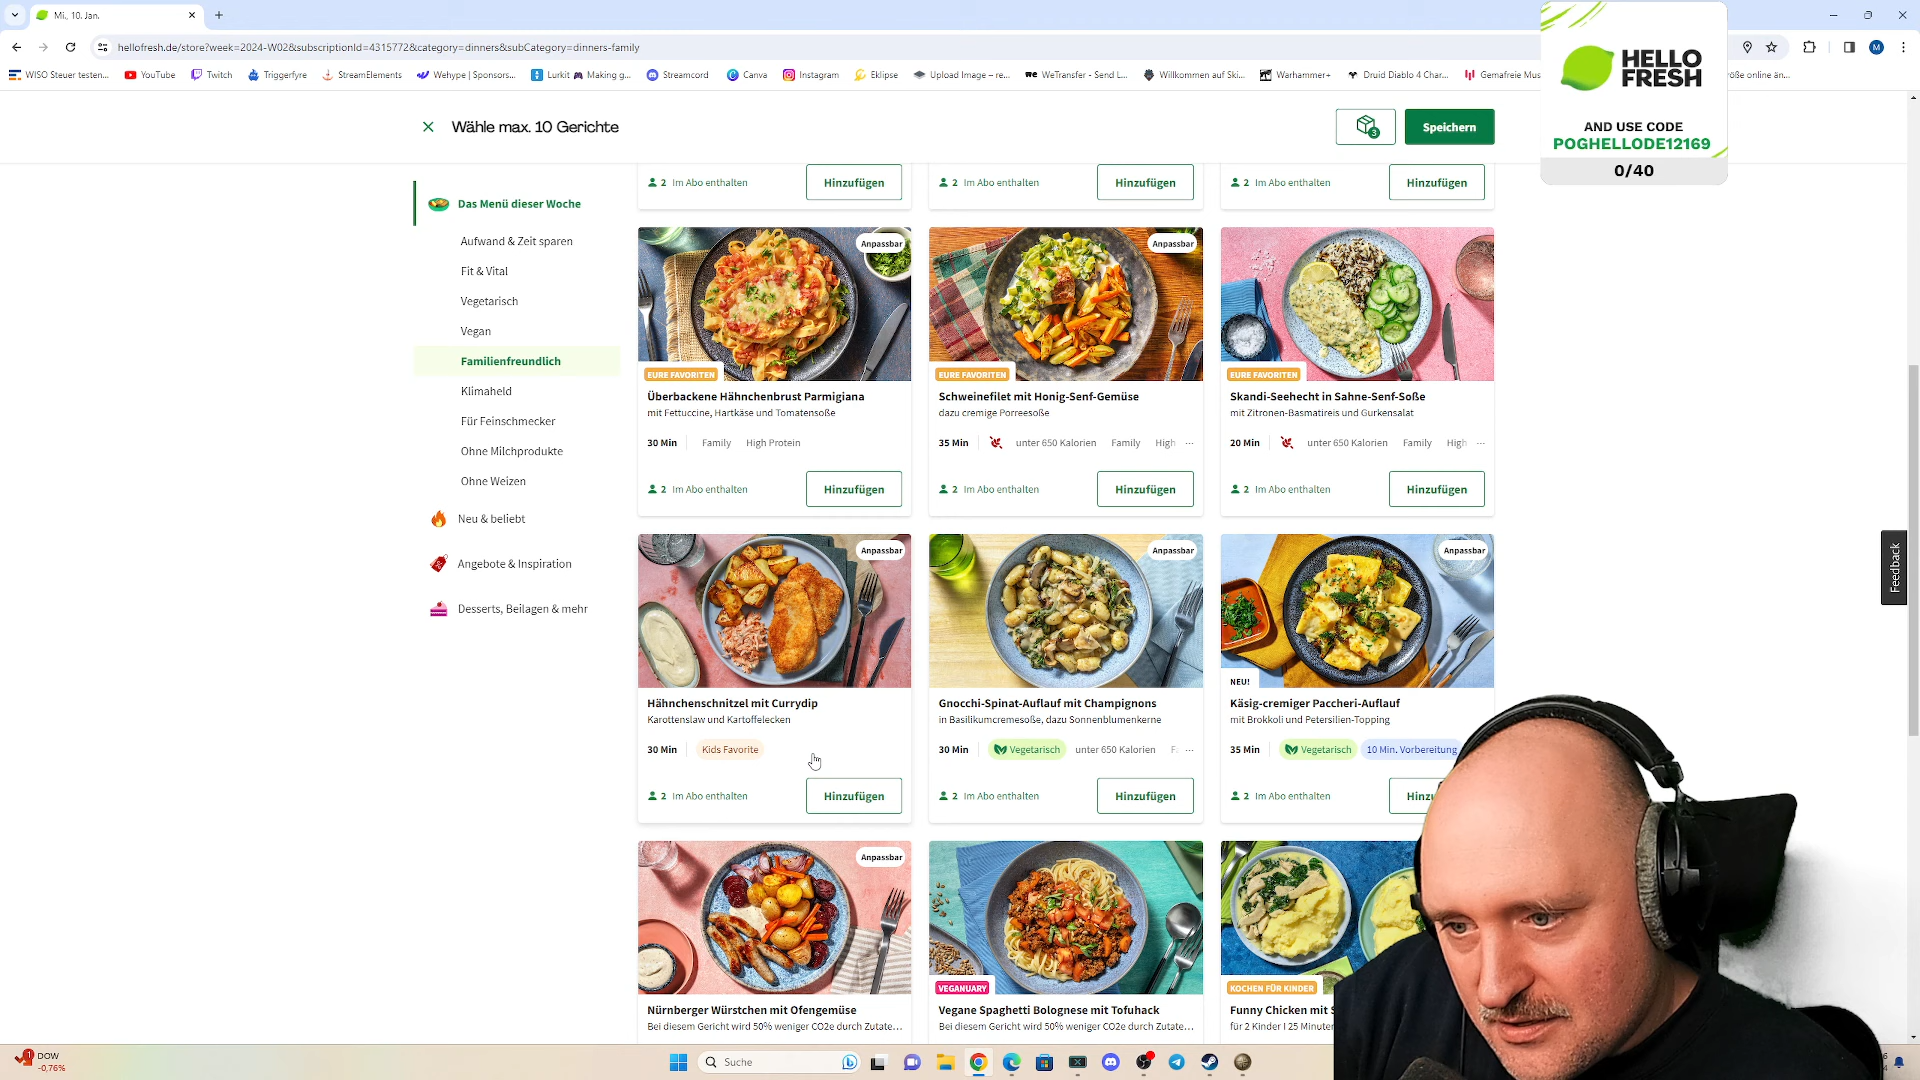 Mi., 10. Jan.
hellofresh.de/store?week=2024-W02&subscriptionId=4315772&category=dinners&subCategory=dinners-family
WISO Steuer testen...
YouTube
Twitch
Triggerfyre
StreamElements
Wehype | Sponsors...
Lurkit 🎮 Making g...
Streamcord
Canva
Instagram
Eklipse
Upload Image – re...
WeTransfer - Send L...
Willkommen auf Ski...
Warhammer+
Druid Diablo 4 Char...
Gemafreie Mus
öße online än...
HELLO
FRESH
AND USE CODE
POGHELLODE12169
0/40
Wähle max. 10 Gerichte
3
Speichern
Das Menü dieser Woche
Aufwand & Zeit sparen
Fit & Vital
Vegetarisch
Vegan
Familienfreundlich
Klimaheld
Für Feinschmecker
Ohne Milchprodukte
Ohne Weizen
Neu & beliebt
Angebote & Inspiration
Desserts, Beilagen & mehr
2 Im Abo enthalten
Hinzufügen
2 Im Abo enthalten
Hinzufügen
2 Im Abo enthalten
Hinzufügen
Anpassbar
EURE FAVORITEN
Überbackene Hähnchenbrust Parmigiana
mit Fettuccine, Hartkäse und Tomatensoße
30 Min Family High Protein
2 Im Abo enthalten
Hinzufügen
Anpassbar
EURE FAVORITEN
Schweinefilet mit Honig-Senf-Gemüse
dazu cremige Porreesoße
35 Min unter 650 Kalorien Family High ...
2 Im Abo enthalten
Hinzufügen
EURE FAVORITEN
Skandi-Seehecht in Sahne-Senf-Soße
mit Zitronen-Basmatireis und Gurkensalat
20 Min unter 650 Kalorien Family High ...
2 Im Abo enthalten
Hinzufügen
Anpassbar
Hähnchenschnitzel mit Currydip
Karottenslaw und Kartoffelecken
30 Min Kids Favorite
2 Im Abo enthalten
Hinzufügen
Anpassbar
Gnocchi-Spinat-Auflauf mit Champignons
in Basilikumcremesoße, dazu Sonnenblumenkerne
30 Min Vegetarisch unter 650 Kalorien F ...
2 Im Abo enthalten
Hinzufügen
Anpassbar
NEU!
Käsig-cremiger Paccheri-Auflauf
mit Brokkoli und Petersilien-Topping
35 Min Vegetarisch 10 Min. Vorbereitung
2 Im Abo enthalten
Hinzu
Anpassbar
Nürnberger Würstchen mit Ofengemüse
Bei diesem Gericht wird 50% weniger CO2e durch Zutate...
VEGANUARY
Vegane Spaghetti Bolognese mit Tofuhack
Bei diesem Gericht wird 50% weniger CO2e durch Zutate...
KOCHEN FÜR KINDER
Funny Chicken mit S
für 2 Kinder I 25 Minuten
Feedback
DOW
-0,76%
Suche